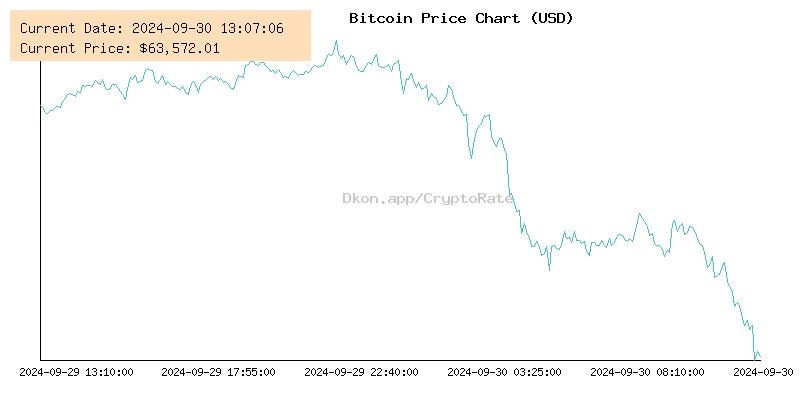 Bitcoin Price Chart (USD)
Current Date: 2024-09-30 13:07:06
Current Price: $63,572.01
Dkon.app/CryptoRate
2024-09-29 13:10:00 2024-09-29 17:55:00 2024-09-29 22:40:00 2024-09-30 03:25:00 2024-09-30 08:10:00 2024-09-30